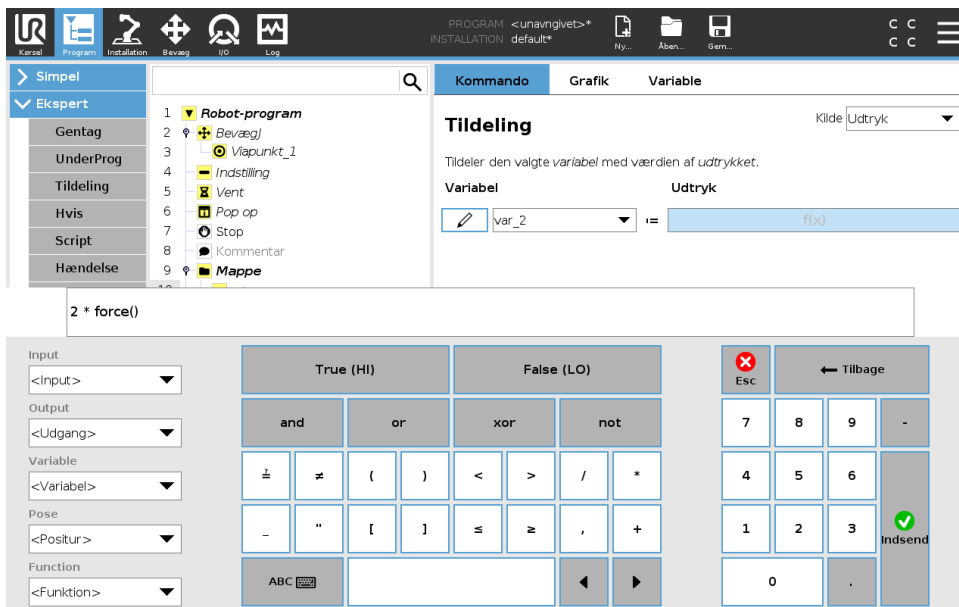 PROGRAM <unavngivet>*
INSTALLATION default*
Kørsel Program Installation Bevæg I/O Log Ny... Åben... Gem...
C C
C C
Simpel
Ekspert
Gentag
UnderProg
Tildeling
Hvis
Script
Hændelse
1 Robot-program
2 BevægJ
3 Viapunkt_1
4 Indstilling
5 Vent
6 Pop op
7 Stop
8 Kommentar
9 Mappe
Kommando Grafik Variable
Tildeling
Kilde Udtryk
Tildeler den valgte variabel med værdien af udtrykket.
Variabel Udtryk
var_2 := f(x)
2 * force()
Input
<Input>
Output
<Udgang>
Variable
<Variabel>
Pose
<Positur>
Function
<Funktion>
True (HI) False (LO)
and or xor not
≟ ≠ ( ) < > / *
_ " [ ] ≤ ≥ , +
ABC
Esc Tilbage
7 8 9 -
4 5 6
1 2 3 Indsend
0 .